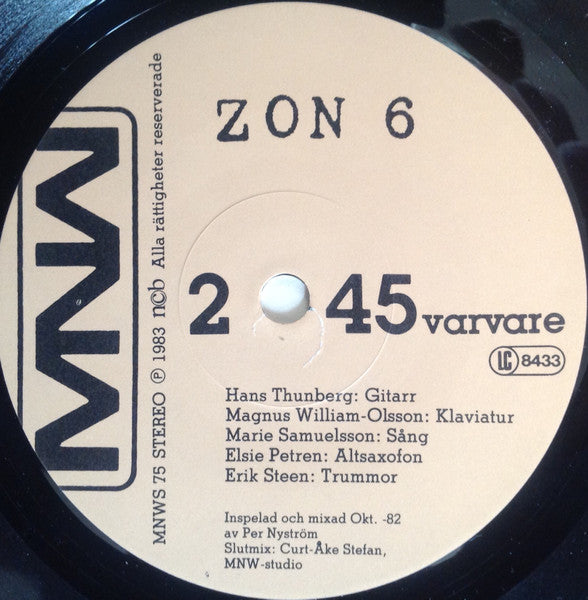 ZON 6
MNW
MNWS 75 STEREO Ⓟ 1983 ncb Alla rättigheter reserverade
2 45 varvare
LC 8433
Hans Thunberg: Gitarr
Magnus William-Olsson: Klaviatur
Marie Samuelsson: Sång
Elsie Petren: Altsaxofon
Erik Steen: Trummor
Inspelad och mixad Okt. -82
av Per Nyström
Slutmix: Curt-Åke Stefan,
MNW-studio